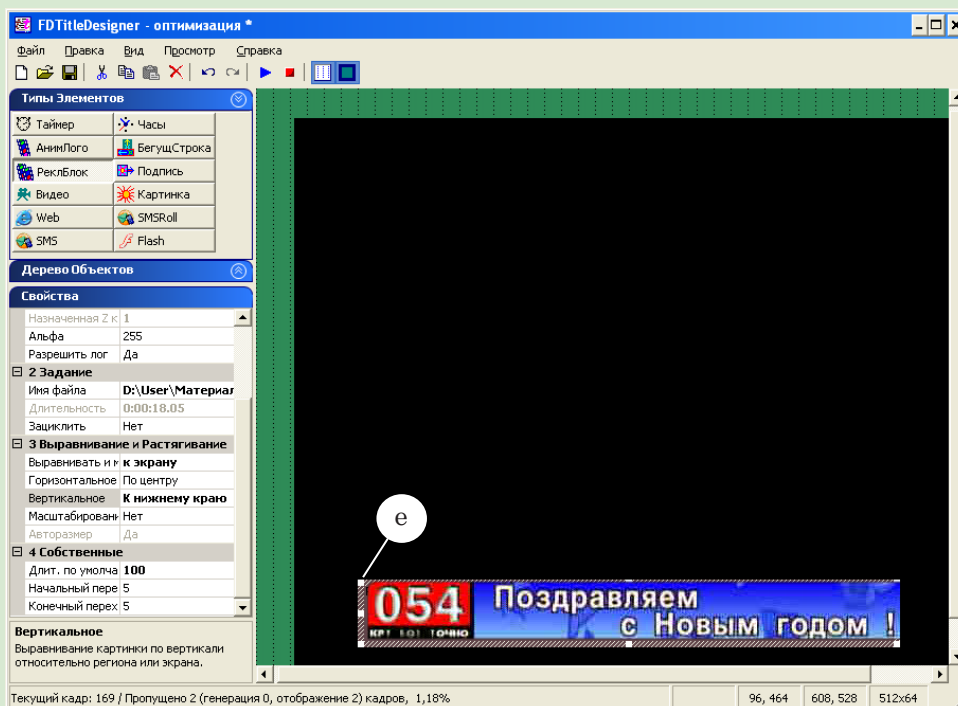 FDTitleDesigner - оптимизация *
Файл Правка Вид Просмотр Справка
Типы Элементов
Таймер Часы
АнимЛого БегущСтрока
РеклБлок Подпись
Видео Картинка
Web SMSRoll
SMS Flash
Дерево Объектов
Свойства
Назначенная Z к 1
Альфа 255
Разрешить лог Да
2 Задание
Имя файла D:\User\Материал
Длительность 0:00:18.05
Зациклить Нет
3 Выравнивание и Растягивание
Выравнивать и м к экрану
Горизонтальное По центру
Вертикальное К нижнему краю
Масштабировани Нет
Авторазмер Да
4 Собственные
Длит. по умолча 100
Начальный пере 5
Конечный перех 5
Вертикальное
Выравнивание картинки по вертикали
относительно региона или экрана.
е
054
ТОЧНО
Поздравляем
с Новым годом !
Текущий кадр: 169 / Пропущено 2 (генерация 0, отображение 2) кадров, 1,18% 96, 464 608, 528 512x64